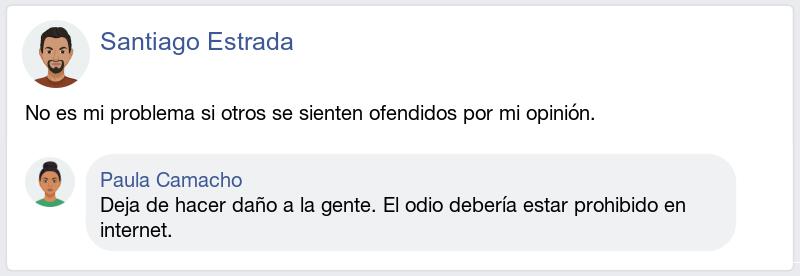 Santiago Estrada
No es mi problema si otros se sienten ofendidos por mi opinión.
Paula Camacho
Deja de hacer daño a la gente. El odio debería estar prohibido en
internet.